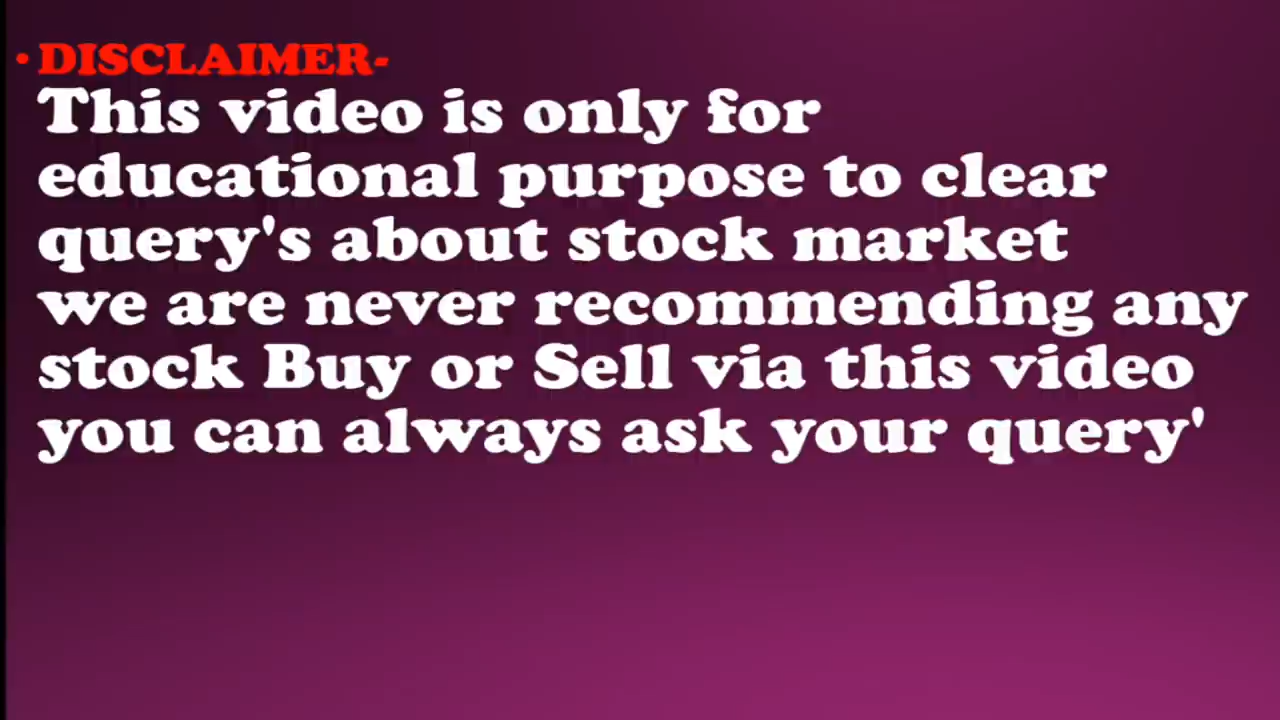 • DISCLAIMER-
This video is only for
educational purpose to clear
query's about stock market
we are never recommending any
stock Buy or Sell via this video
you can always ask your query'